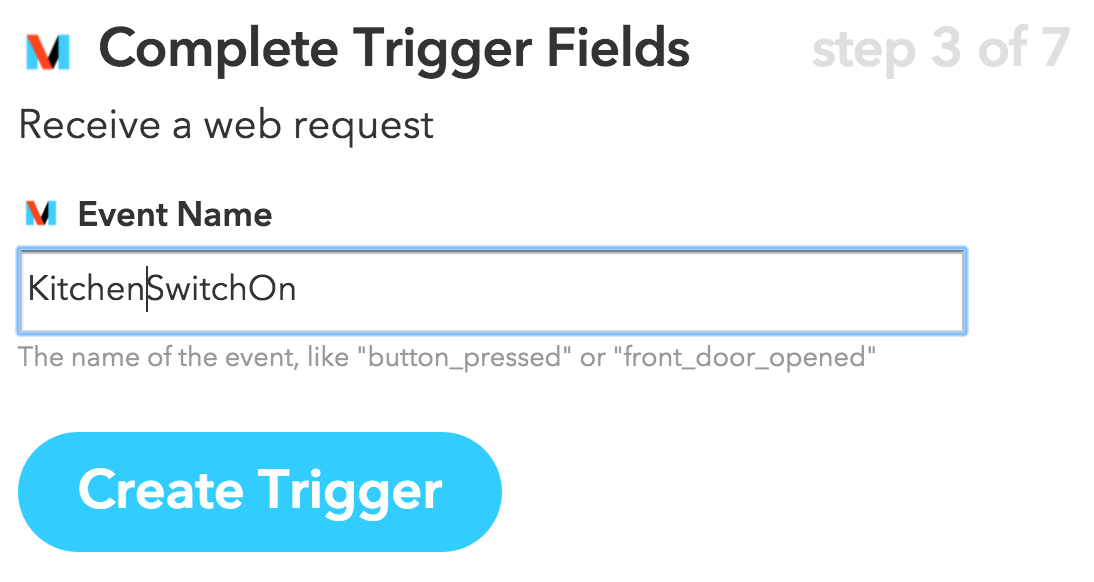 Complete Trigger Fields
step 3 of 7
Receive a web request
Event Name
KitchenSwitchOn
The name of the event, like "button_pressed" or "front_door_opened"
Create Trigger